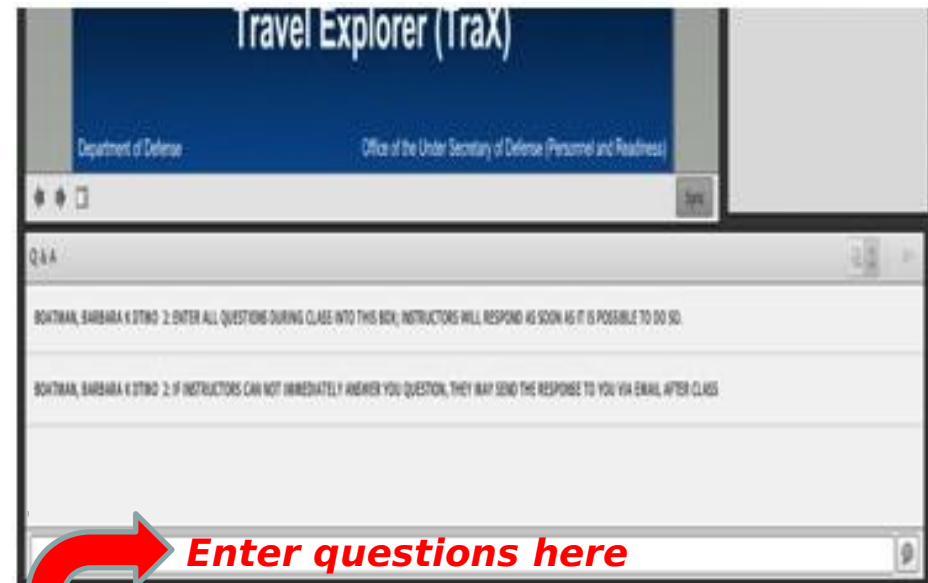 Travel Explorer (TraX)
Department of Defense
Office of the Under Secretary of Defense (Personnel and Readiness)
Sync
Q & A
BOATMAN, BARBARA K DTMO 2: ENTER ALL QUESTIONS DURING CLASS INTO THIS BOX; INSTRUCTORS WILL RESPOND AS SOON AS IT IS POSSIBLE TO DO SO.
BOATMAN, BARBARA K DTMO 2: IF INSTRUCTORS CAN NOT IMMEDIATELY ANSWER YOU QUESTION, THEY MAY SEND THE RESPONSE TO YOU VIA EMAIL AFTER CLASS
Enter questions here